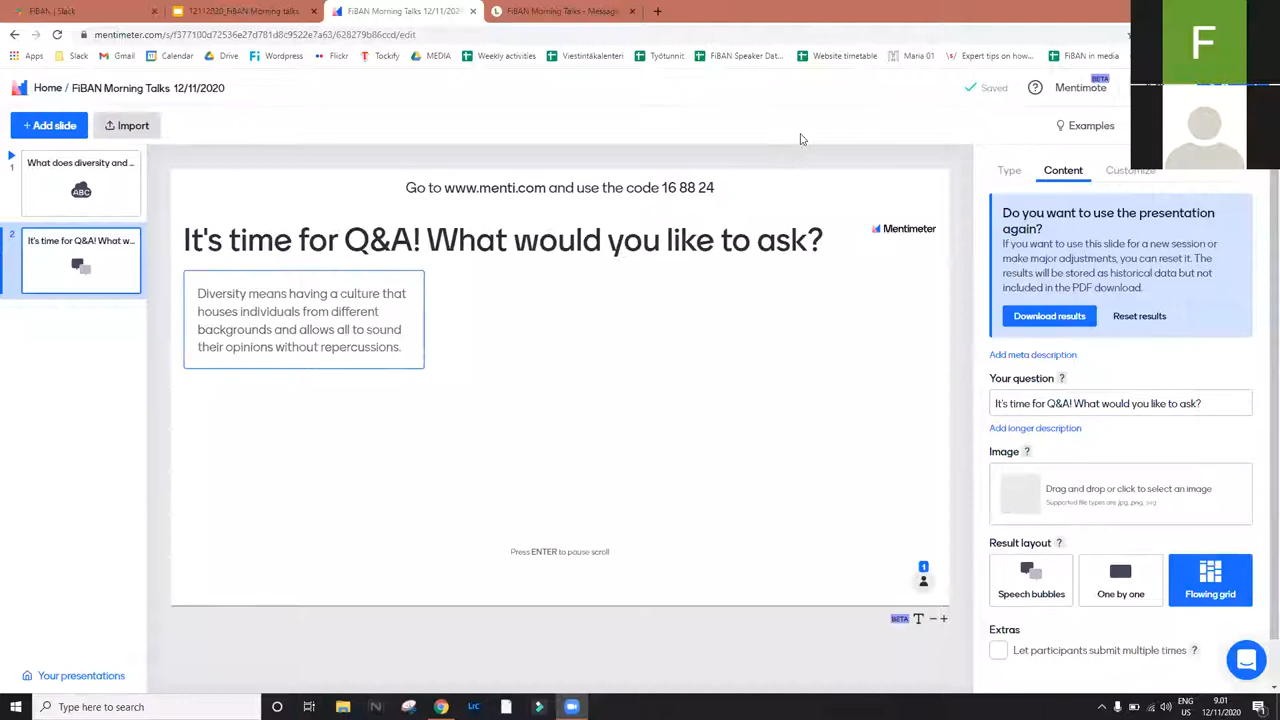 12112020_FiBAN Morning Talks.
FiBAN Morning Talks 12/11/2020
FiBAN Morning Talks - Messag
mentimeter.com/s/f377100d72536e27d781d8c9522e7a63/628279b86ccd/edit
Apps
Slack
Gmail
Calendar
Drive
Wordpress
Flickr
Tockify
MEDIA
Weekly activities
Viestintäkalenteri
Työtunnit
FiBAN Speaker Dat...
Website timetable
Maria 01
Expert tips on how...
FiBAN in media
F
Home / FiBAN Morning Talks 12/11/2020
Saved
BETA
Mentimote
+ Add slide
Import
Examples
1
What does diversity and ...
ABC
2
It's time for Q&A! What w...
Go to www.menti.com and use the code 16 88 24
It's time for Q&A! What would you like to ask?
Mentimeter
Diversity means having a culture that
houses individuals from different
backgrounds and allows all to sound
their opinions without repercussions.
Press ENTER to pause scroll
1
BETA
T
Type
Content
Customize
Do you want to use the presentation
again?
If you want to use this slide for a new session or
make major adjustments, you can reset it. The
results will be stored as historical data but not
included in the PDF download.
Download results
Reset results
Add meta description
Your question ?
It's time for Q&A! What would you like to ask?
Add longer description
Image ?
Drag and drop or click to select an image
Supported file types are jpg, png, svg
Result layout ?
Speech bubbles
One by one
Flowing grid
Extras
Let participants submit multiple times ?
Your presentations
Type here to search
LrC
ENG
US
9.01
12/11/2020